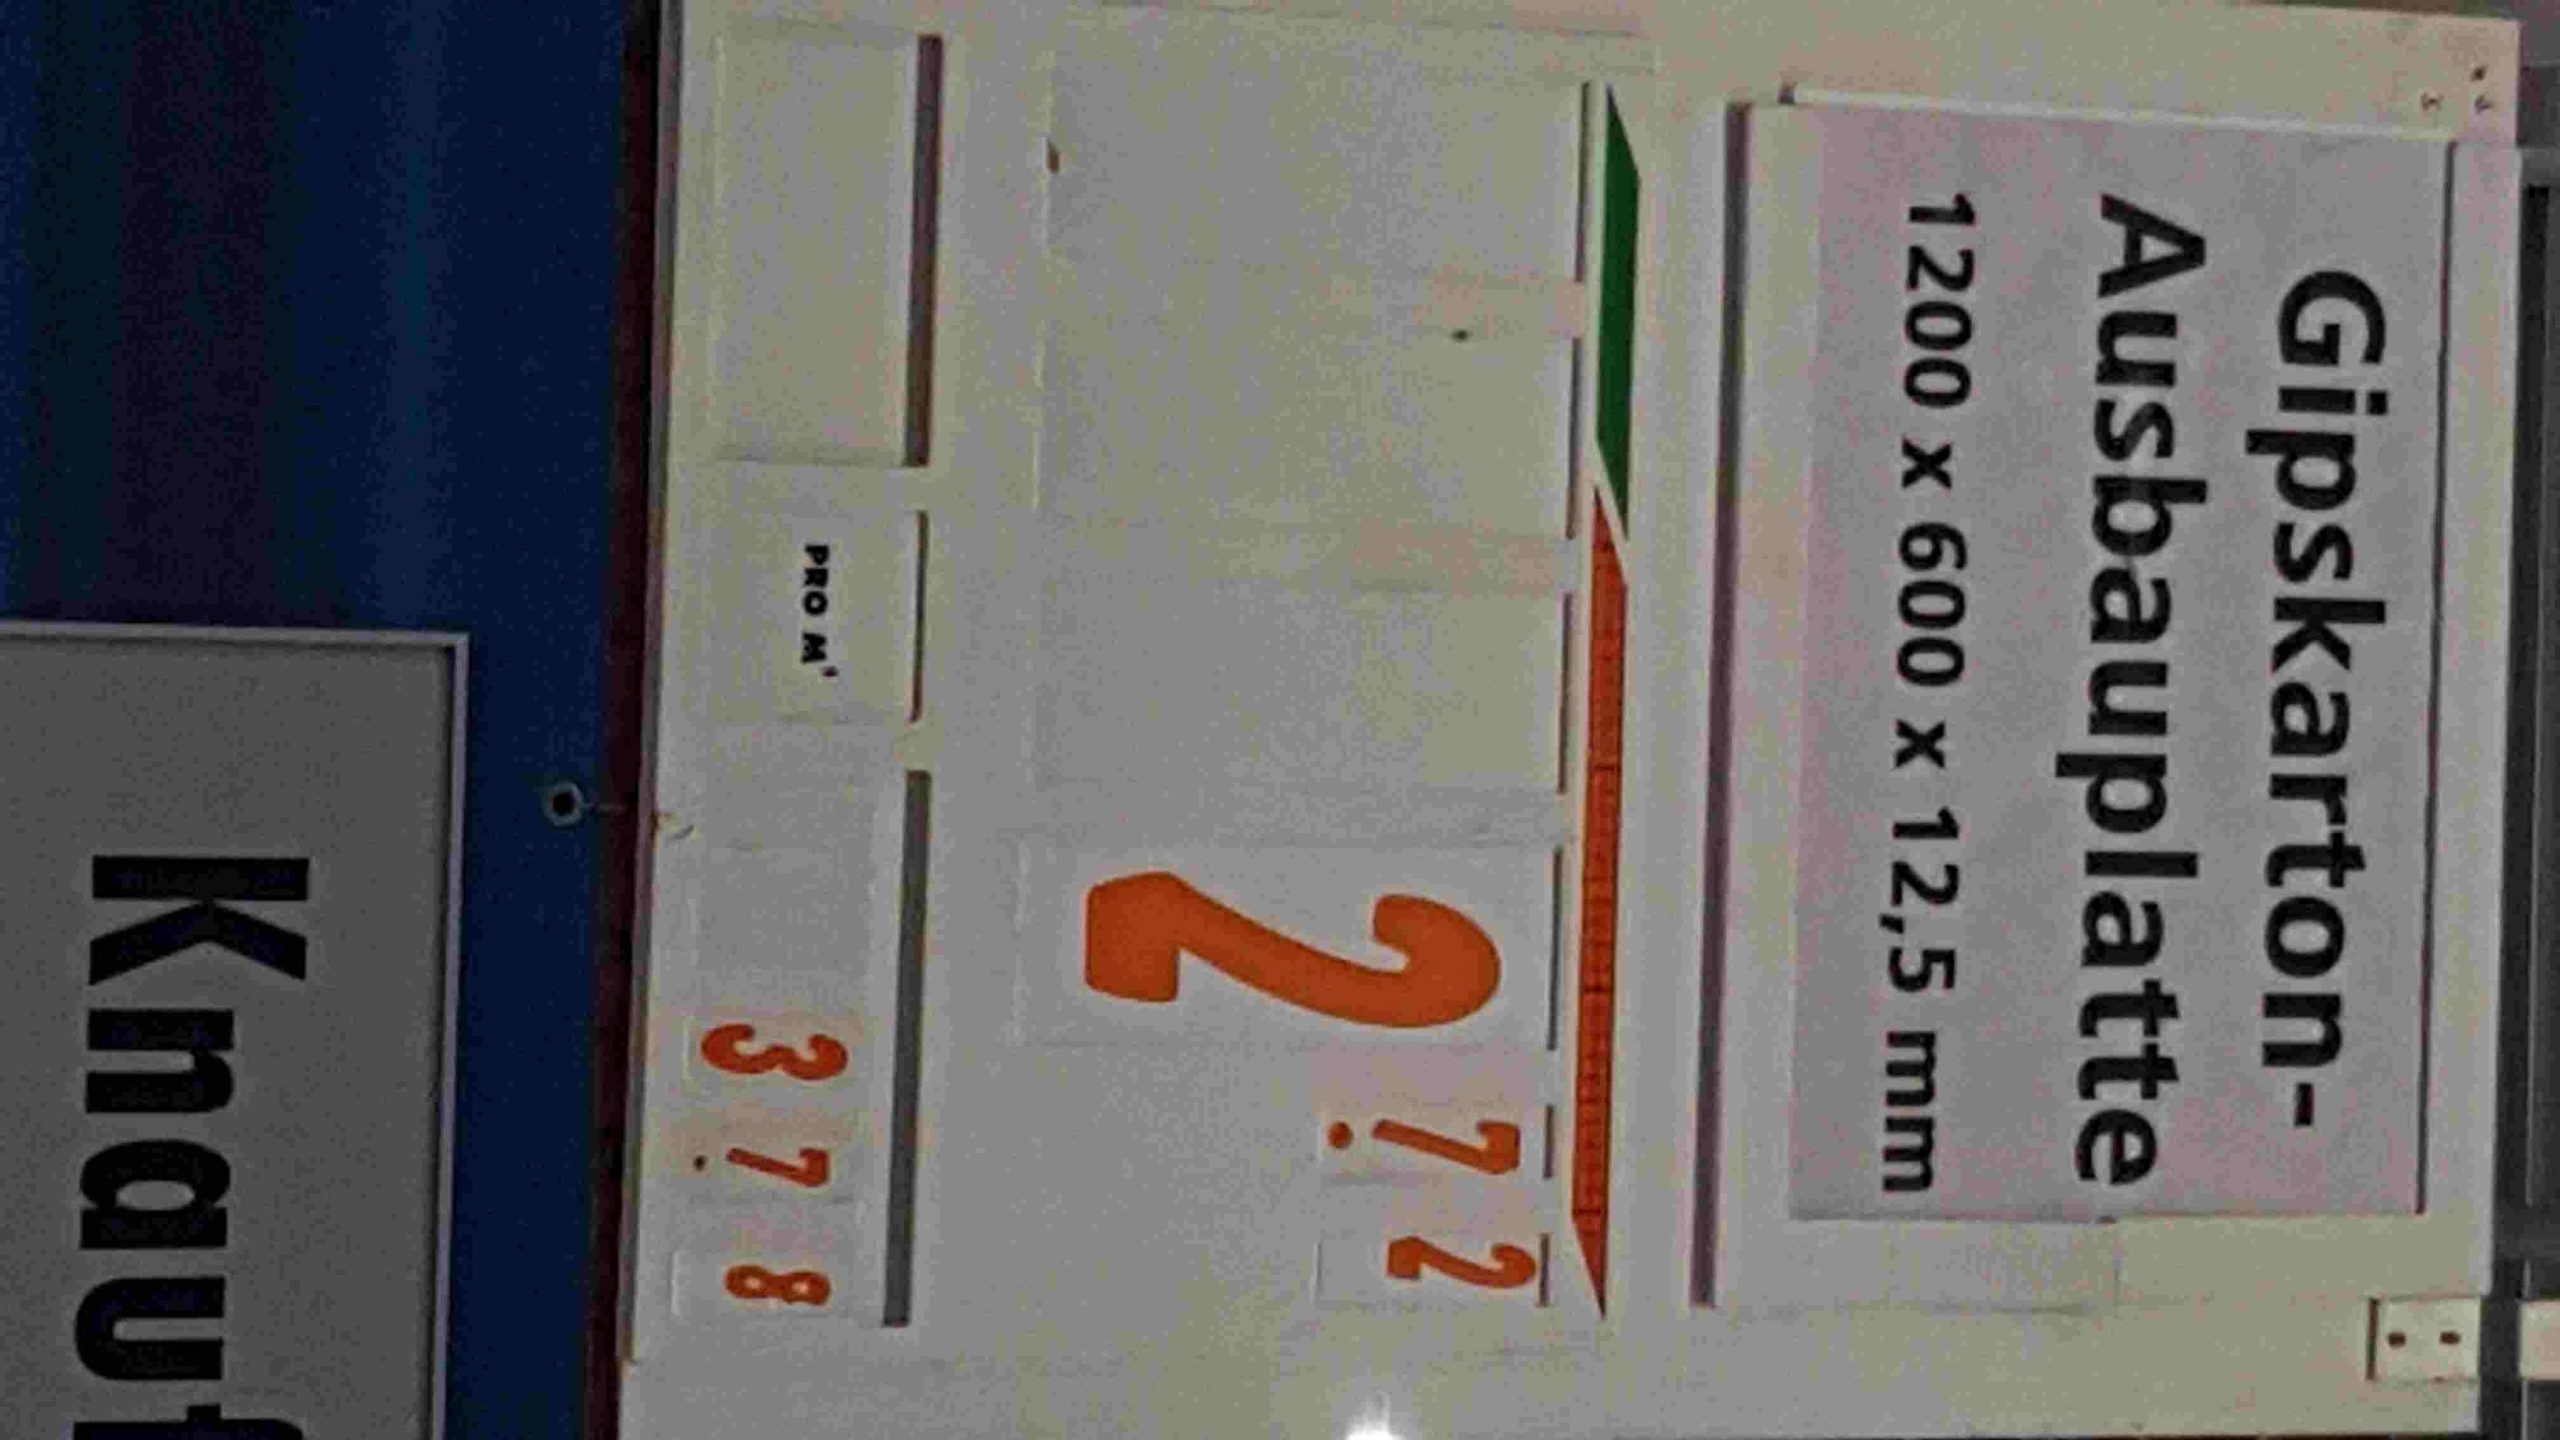 Gipskarton-
Ausbauplatte
1200 x 600 x 12,5 mm
2.72
PRO M²
3.78
Knauf